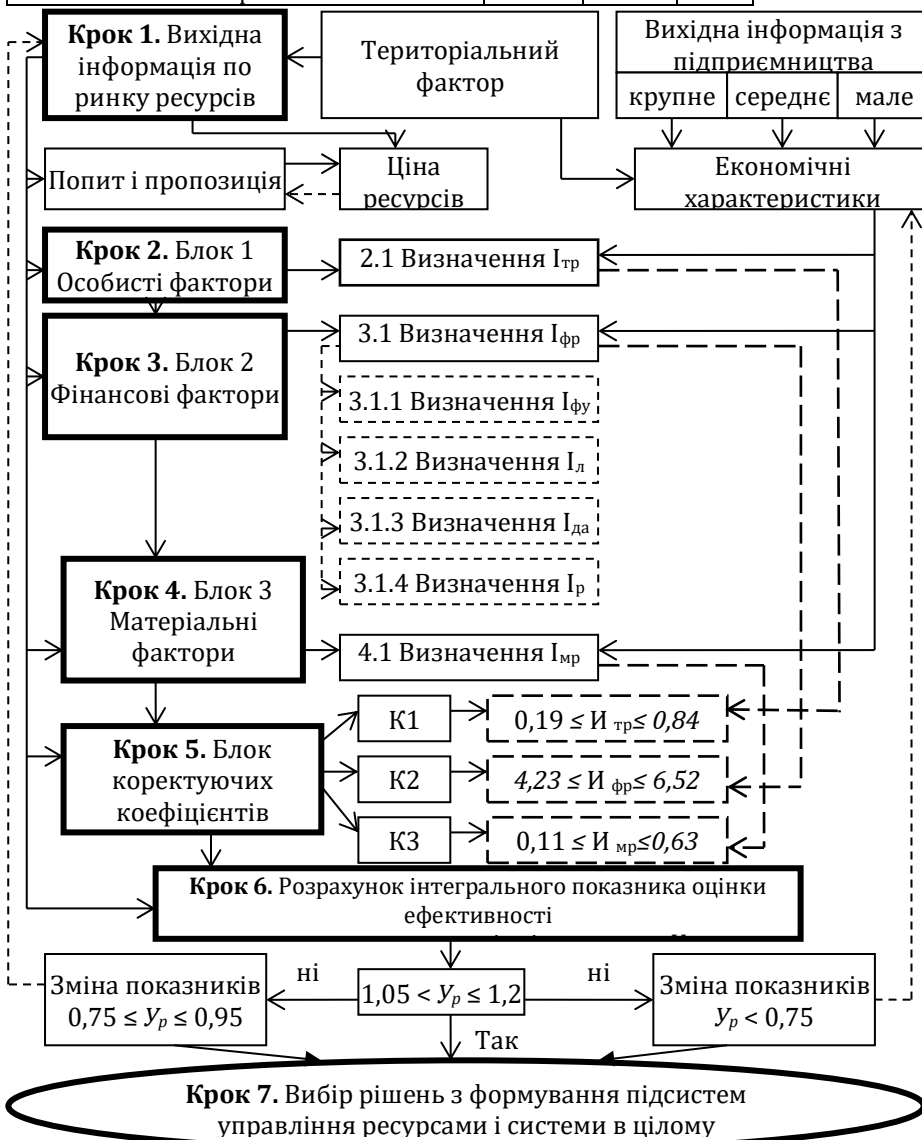 Крок 1. Вихідна
інформація по
ринку ресурсів
Територіальний
фактор
Вихідна інформація з
підприємництва
крупне
середнє
мале
Попит і пропозиція
Ціна
ресурсів
Економічні
характеристики
Крок 2. Блок 1
Особисті фактори
2.1 Визначення Iтр
Крок 3. Блок 2
Фінансові фактори
3.1 Визначення Iфр
3.1.1 Визначення Iфу
3.1.2 Визначення Iл
3.1.3 Визначення Iда
3.1.4 Визначення Iр
Крок 4. Блок 3
Матеріальні
фактори
4.1 Визначення Iмр
Крок 5. Блок
коректуючих
коефіцієнтів
К1
0,19 ≤ И тр≤ 0,84
К2
4,23 ≤ И фр≤ 6,52
К3
0,11 ≤ И мр≤0,63
Крок 6. Розрахунок інтегрального показника оцінки
ефективності
Зміна показників
0,75 ≤ Ур ≤ 0,95
ні
1,05 < Ур ≤ 1,2
ні
Зміна показників
Ур < 0,75
Так
Крок 7. Вибір рішень з формування підсистем
управління ресурсами і системи в цілому